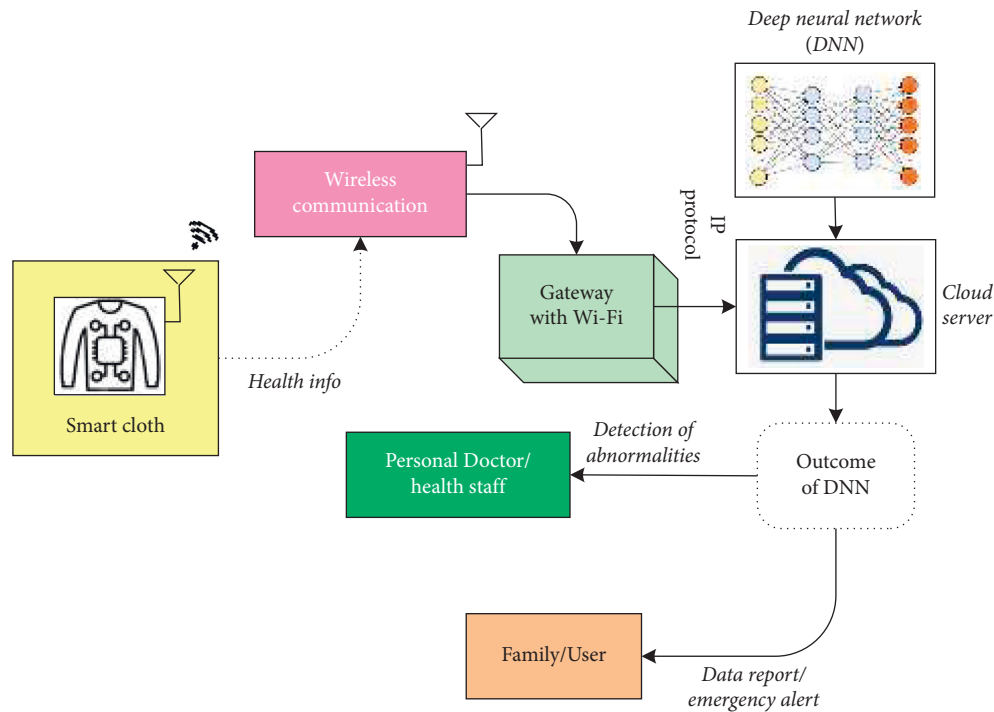 Deep neural network
(DNN)
Wireless
communication
IP
protocol
Gateway
with Wi-Fi
Cloud
server
Smart cloth
Health info
Personal Doctor/
health staff
Detection of
abnormalities
Outcome
of DNN
Family/User
Data report/
emergency alert